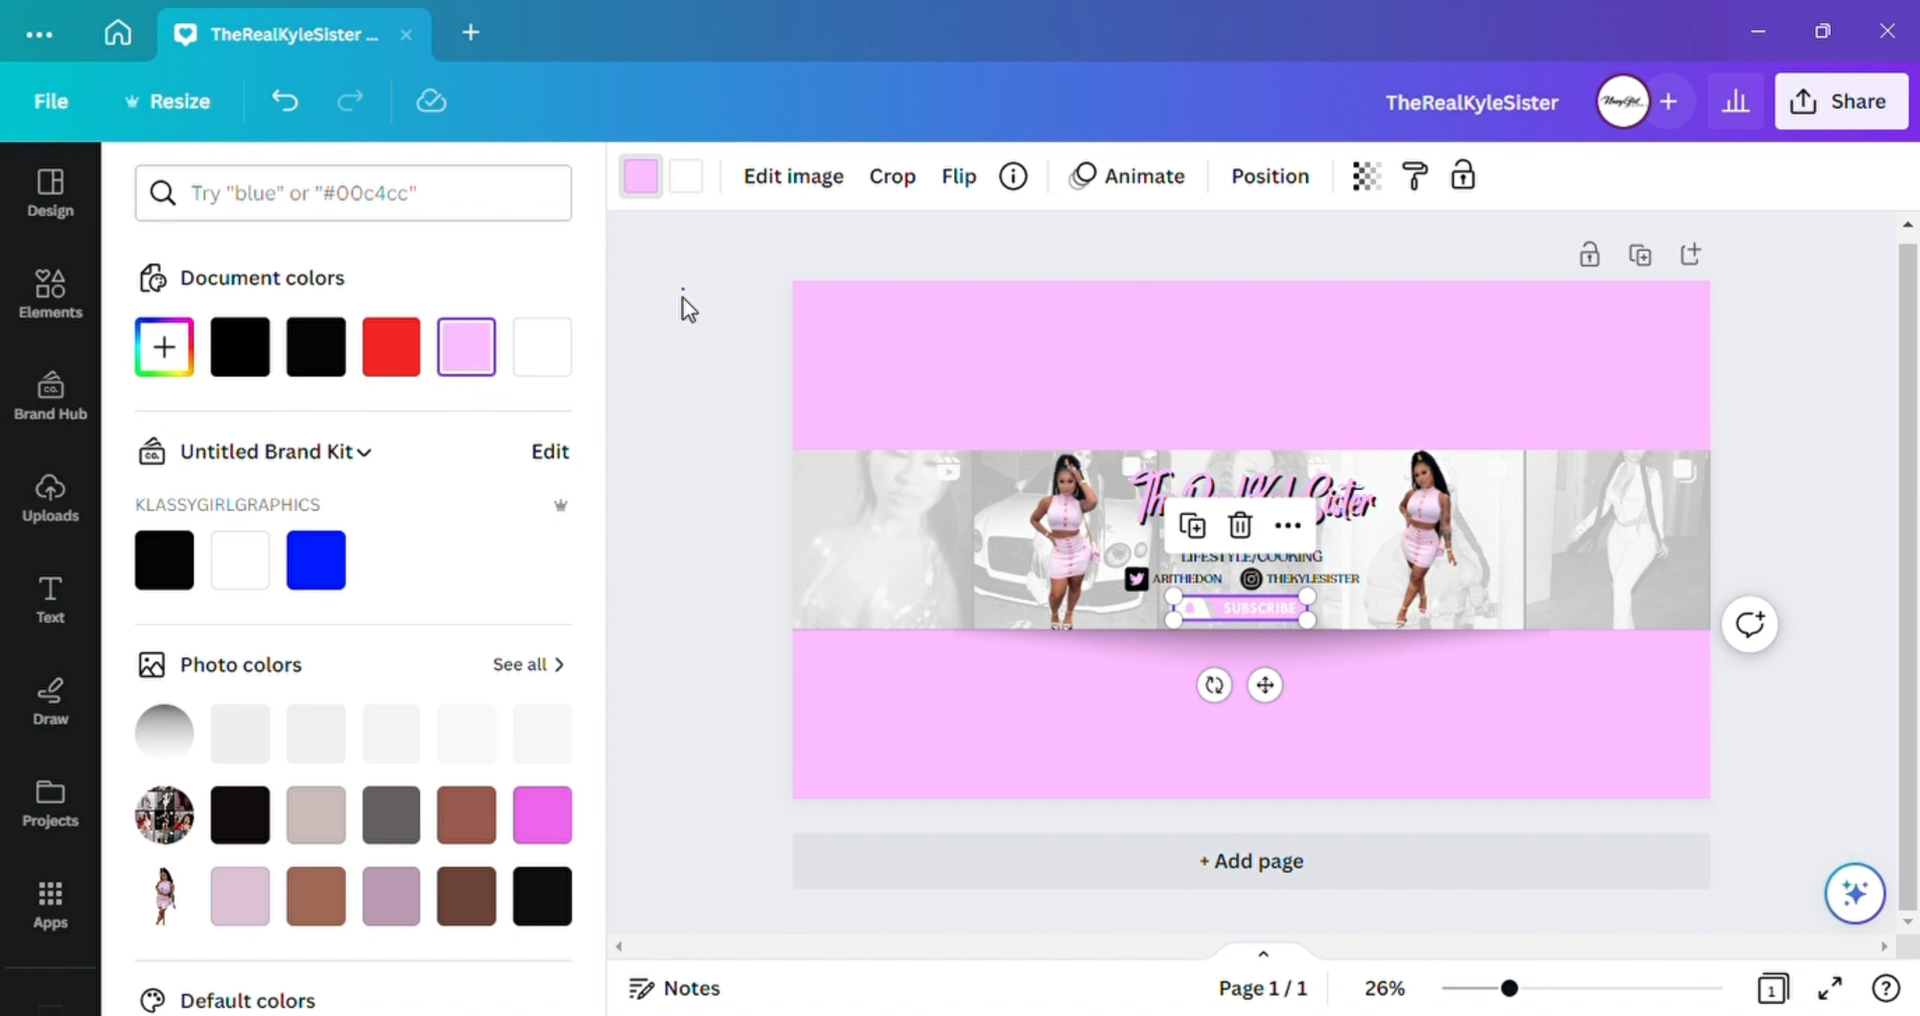 TheRealKyleSister ...
File
Resize
TheRealKyleSister
Share
Design
Elements
Brand Hub
Uploads
Text
Draw
Projects
Apps
Try "blue" or "#00c4cc"
Document colors
Untitled Brand Kit
Edit
KLASSYGIRLGRAPHICS
Photo colors
See all
Default colors
Edit image
Crop
Flip
Animate
Position
Sister
LIFESTYLE/COOKING
ARITHEDON
THEKYLESISTER
SUBSCRIBE
+ Add page
Notes
Page 1 / 1
26%
1